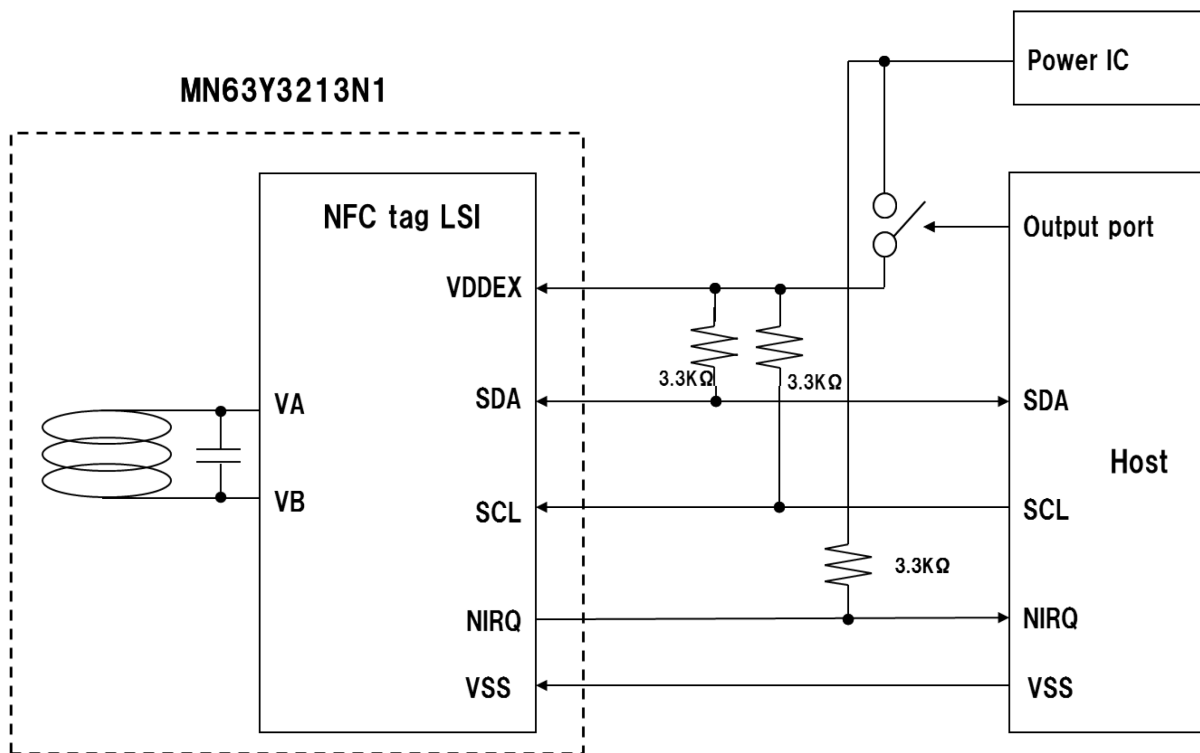 Power IC
MN63Y3213N1
NFC tag LSI
Output port
VDDEX
3.3KΩ
3.3KΩ
VA
SDA
SDA
Host
VB
SCL
SCL
3.3KΩ
NIRQ
NIRQ
VSS
VSS